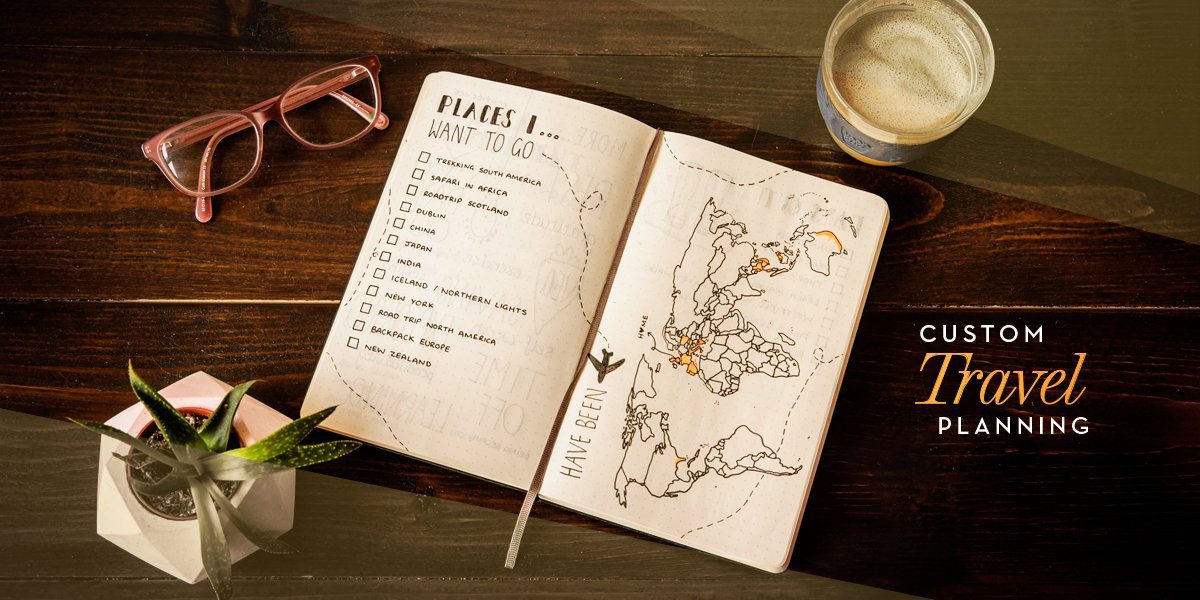 PLACES I...
WANT TO GO
TREKKING SOUTH AMERICA
SAFARI IN AFRICA
ROADTRIP SCOTLAND
DUBLIN
CHINA
JAPAN
INDIA
ICELAND / NORTHERN LIGHTS
NEW YORK
ROAD TRIP NORTH AMERICA
BACKPACK EUROPE
NEW ZEALAND
HAVE BEEN
CUSTOM
Travel
PLANNING